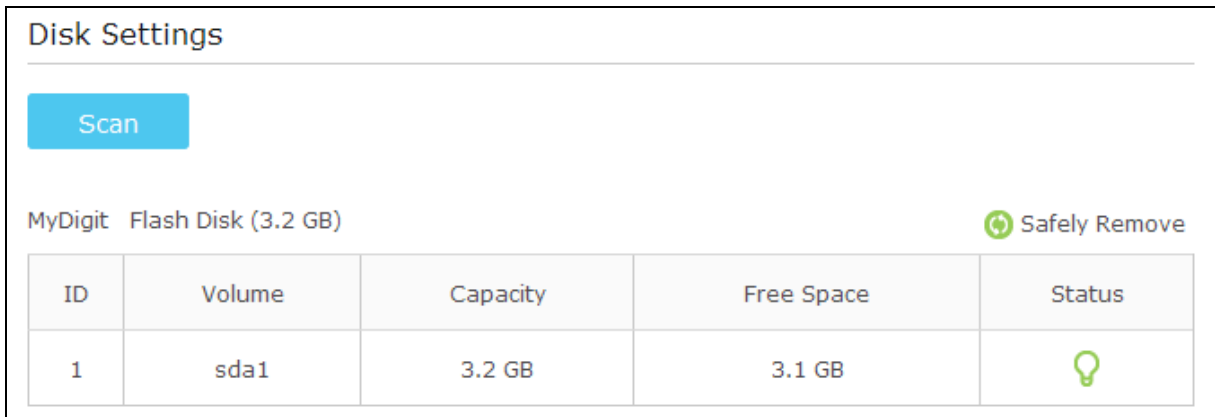 Disk Settings
Scan
MyDigit Flash Disk (3.2 GB) Safely Remove
ID Volume Capacity Free Space Status
1 sda1 3.2 GB 3.1 GB